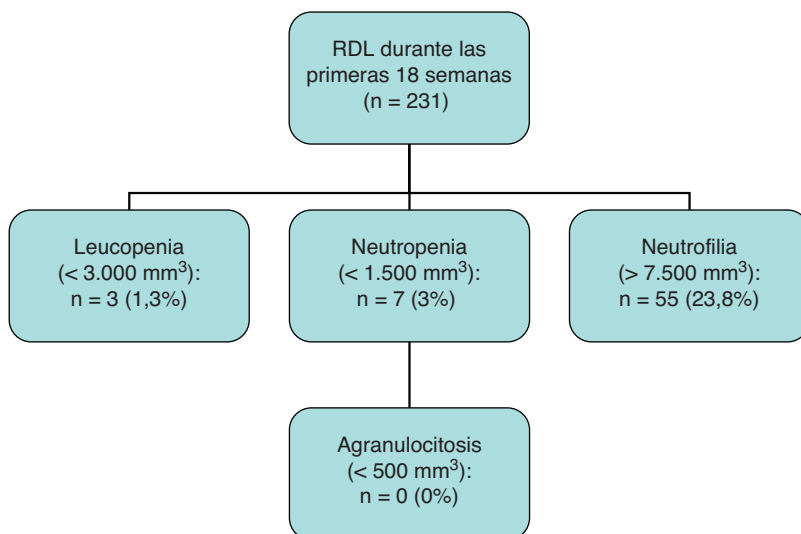 RDL durante las
primeras 18 semanas
(n = 231)
Leucopenia
(< 3.000 mm³):
n = 3 (1,3%)
Neutropenia
(< 1.500 mm³):
n = 7 (3%)
Neutrofilia
(> 7.500 mm³):
n = 55 (23,8%)
Agranulocitosis
(< 500 mm³):
n = 0 (0%)